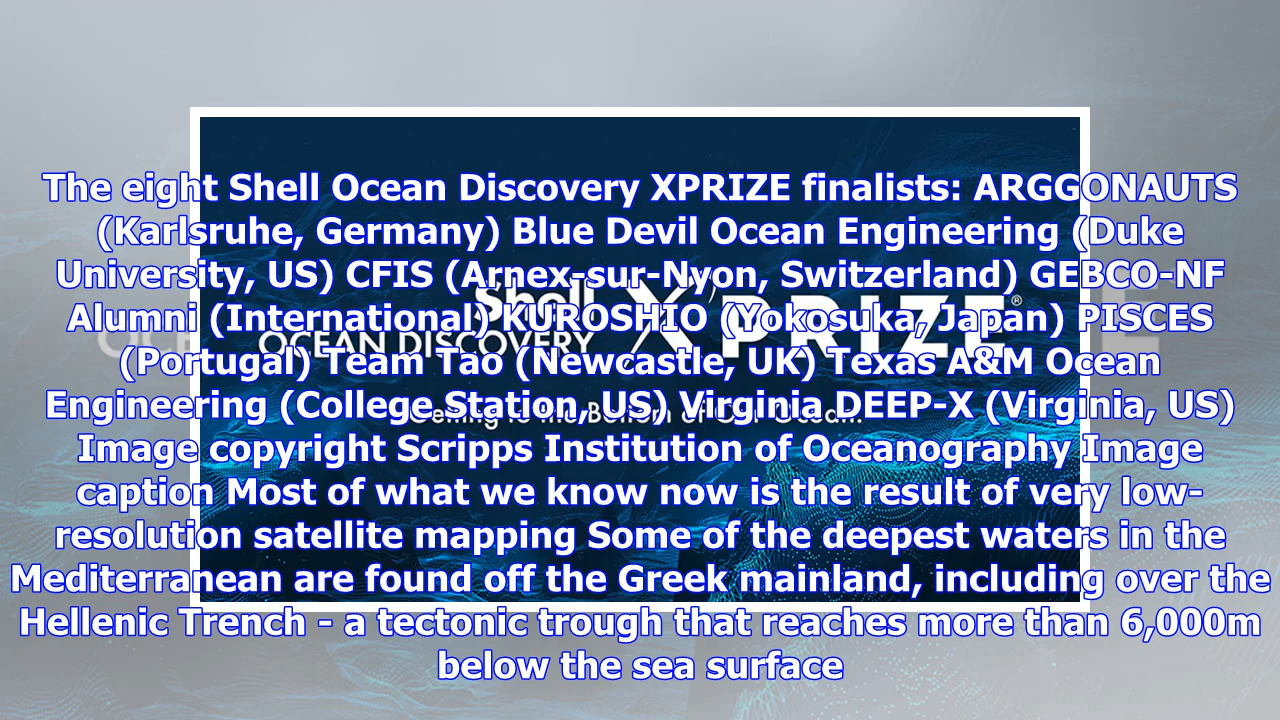 The eight Shell Ocean Discovery XPRIZE finalists: ARGGONAUTS
(Karlsruhe, Germany) Blue Devil Ocean Engineering (Duke
University, US) CFIS (Arnex-sur-Nyon, Switzerland) GEBCO-NF
Alumni (International) KUROSHIO (Yokosuka, Japan) PISCES
(Portugal) Team Tao (Newcastle, UK) Texas A&M Ocean
Engineering (College Station, US) Virginia DEEP-X (Virginia, US)
Image copyright Scripps Institution of Oceanography Image
caption Most of what we know now is the result of very low-
resolution satellite mapping Some of the deepest waters in the
Mediterranean are found off the Greek mainland, including over the
Hellenic Trench - a tectonic trough that reaches more than 6,000m
below the sea surface
Shell
OCEAN DISCOVERY
XPRIZE®